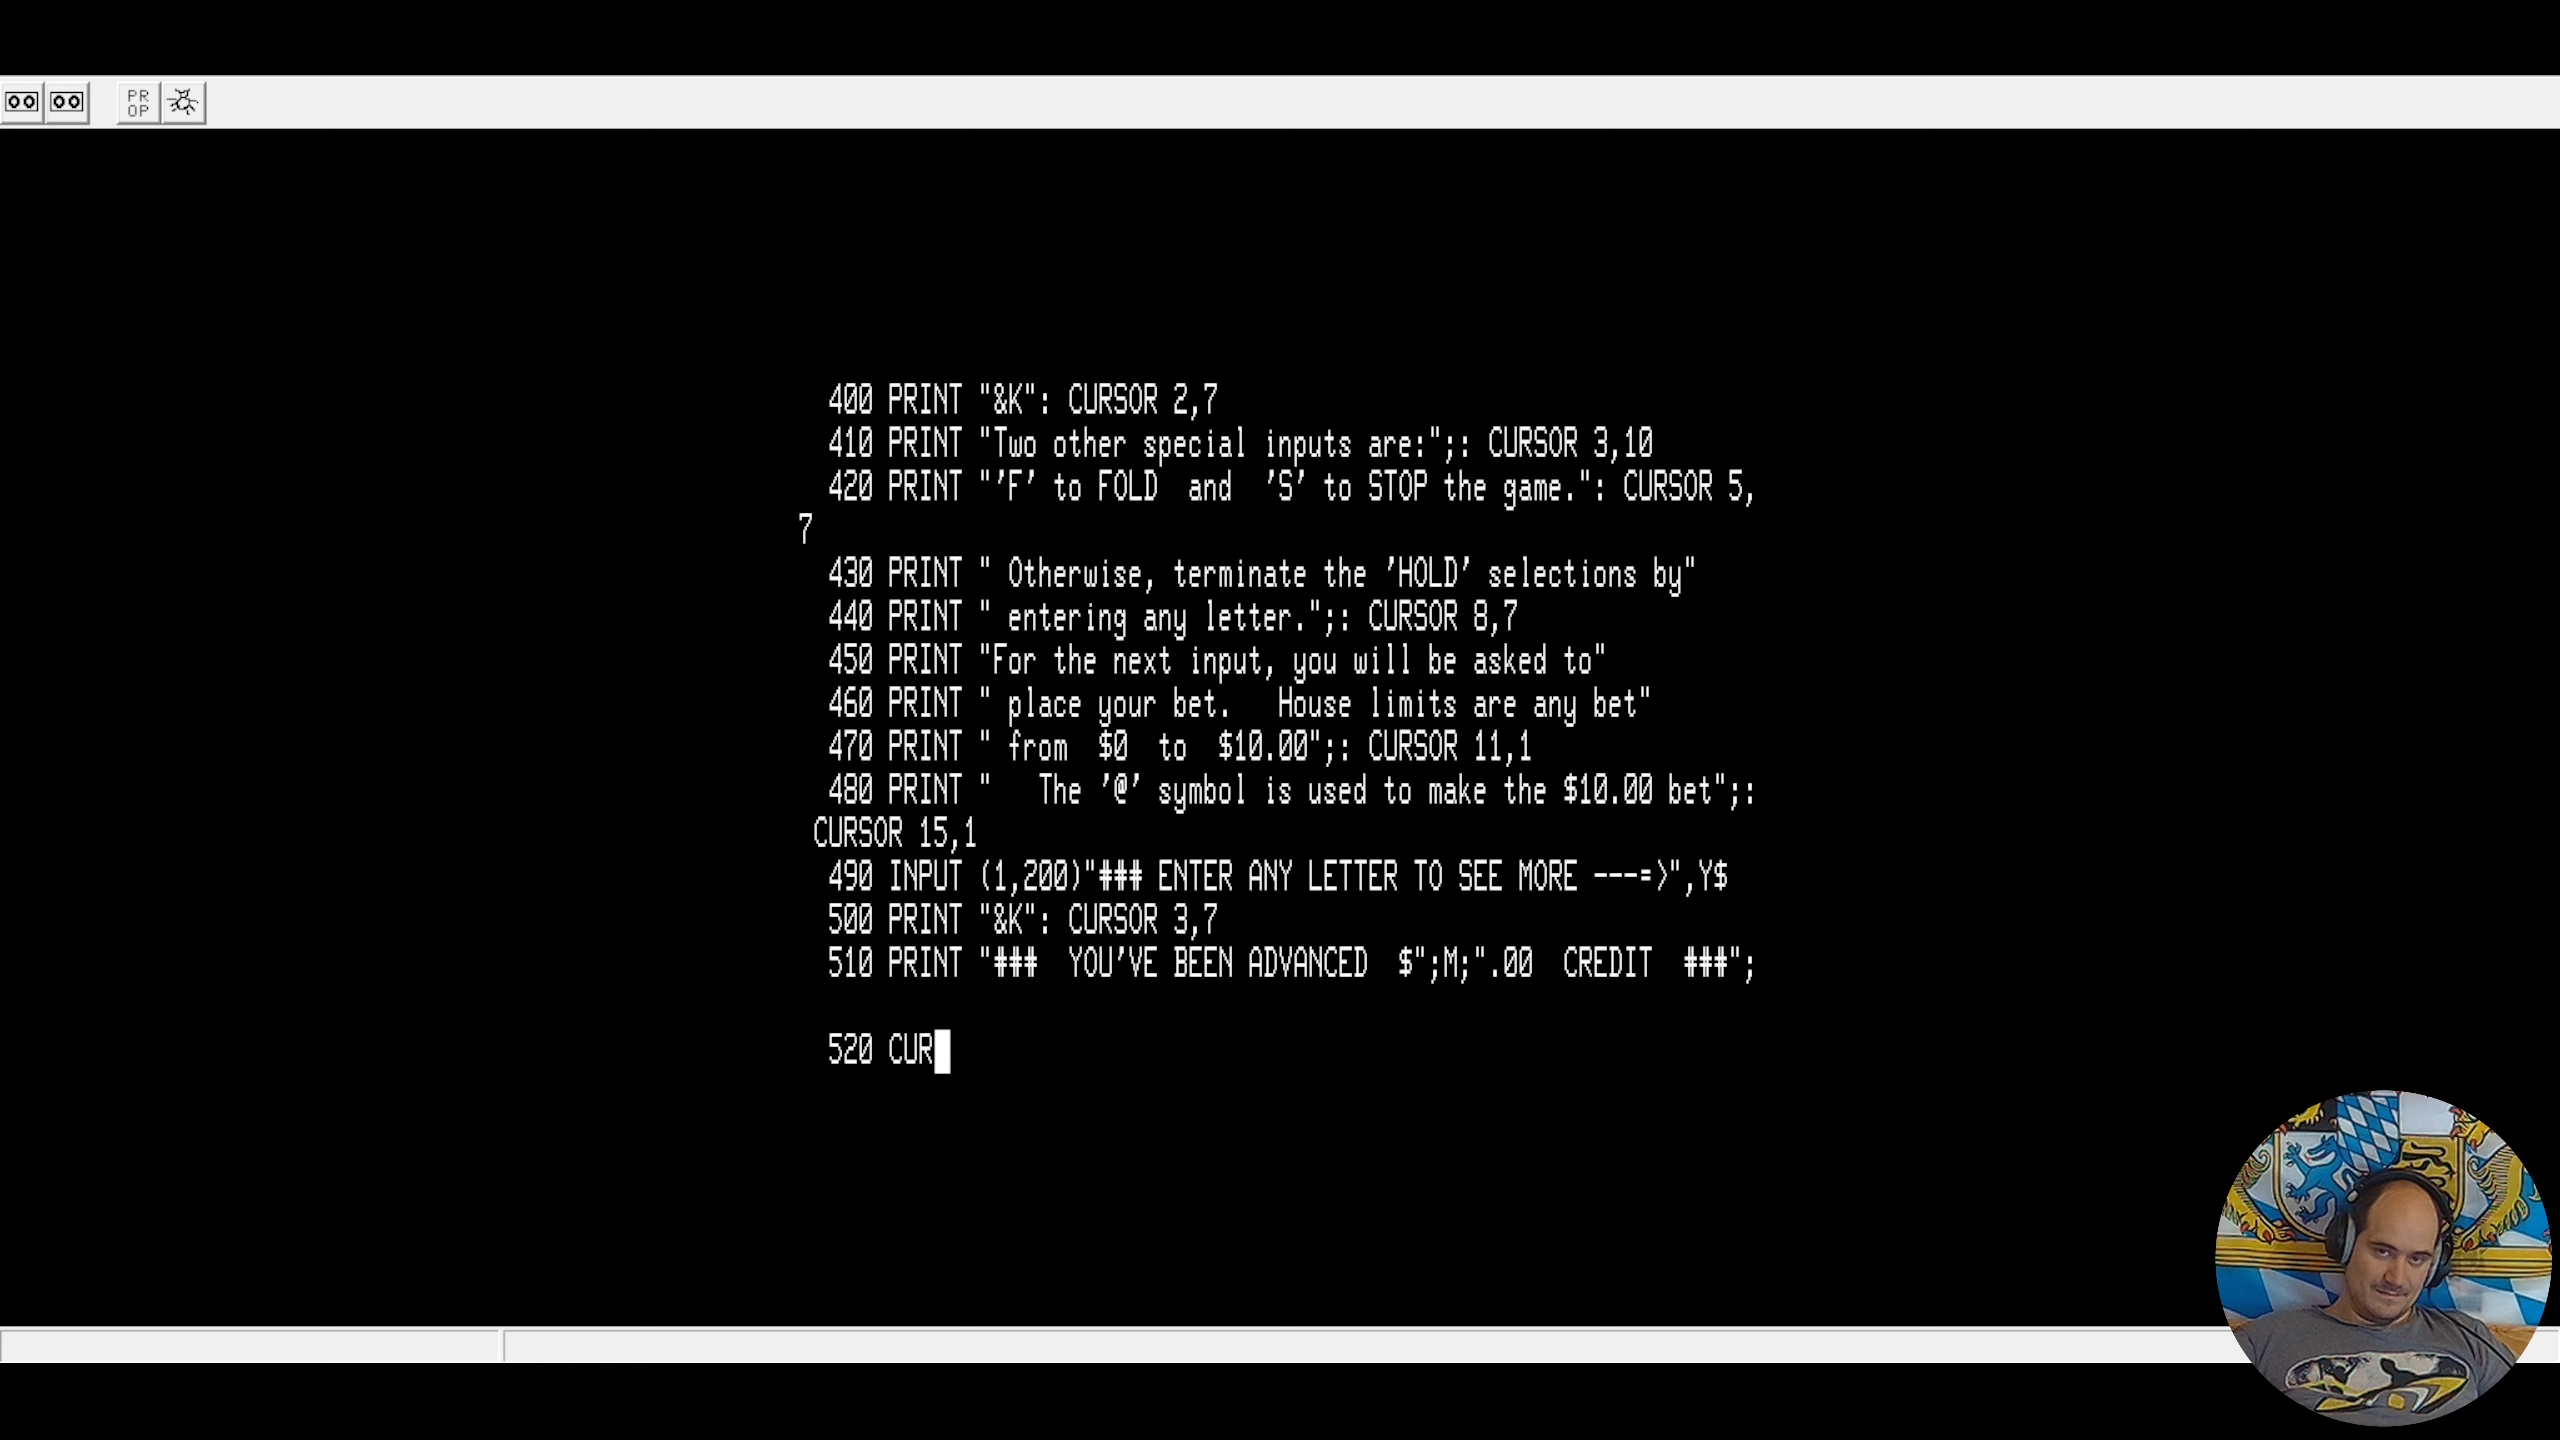 PR
OP
400 PRINT "&K": CURSOR 2,7
410 PRINT "Two other special inputs are:";: CURSOR 3,10
420 PRINT "'F' to FOLD  and  'S' to STOP the game.": CURSOR 5,
7
430 PRINT " Otherwise, terminate the 'HOLD' selections by"
440 PRINT " entering any letter.";: CURSOR 8,7
450 PRINT "For the next input, you will be asked to"
460 PRINT " place your bet.   House limits are any bet"
470 PRINT " from  $0  to  $10.00";: CURSOR 11,1
480 PRINT "   The '@' symbol is used to make the $10.00 bet";:
CURSOR 15,1
490 INPUT (1,200)"### ENTER ANY LETTER TO SEE MORE ---=>",Y$
500 PRINT "&K": CURSOR 3,7
510 PRINT "###  YOU'VE BEEN ADVANCED  $";M;".00  CREDIT  ###";
520 CUR